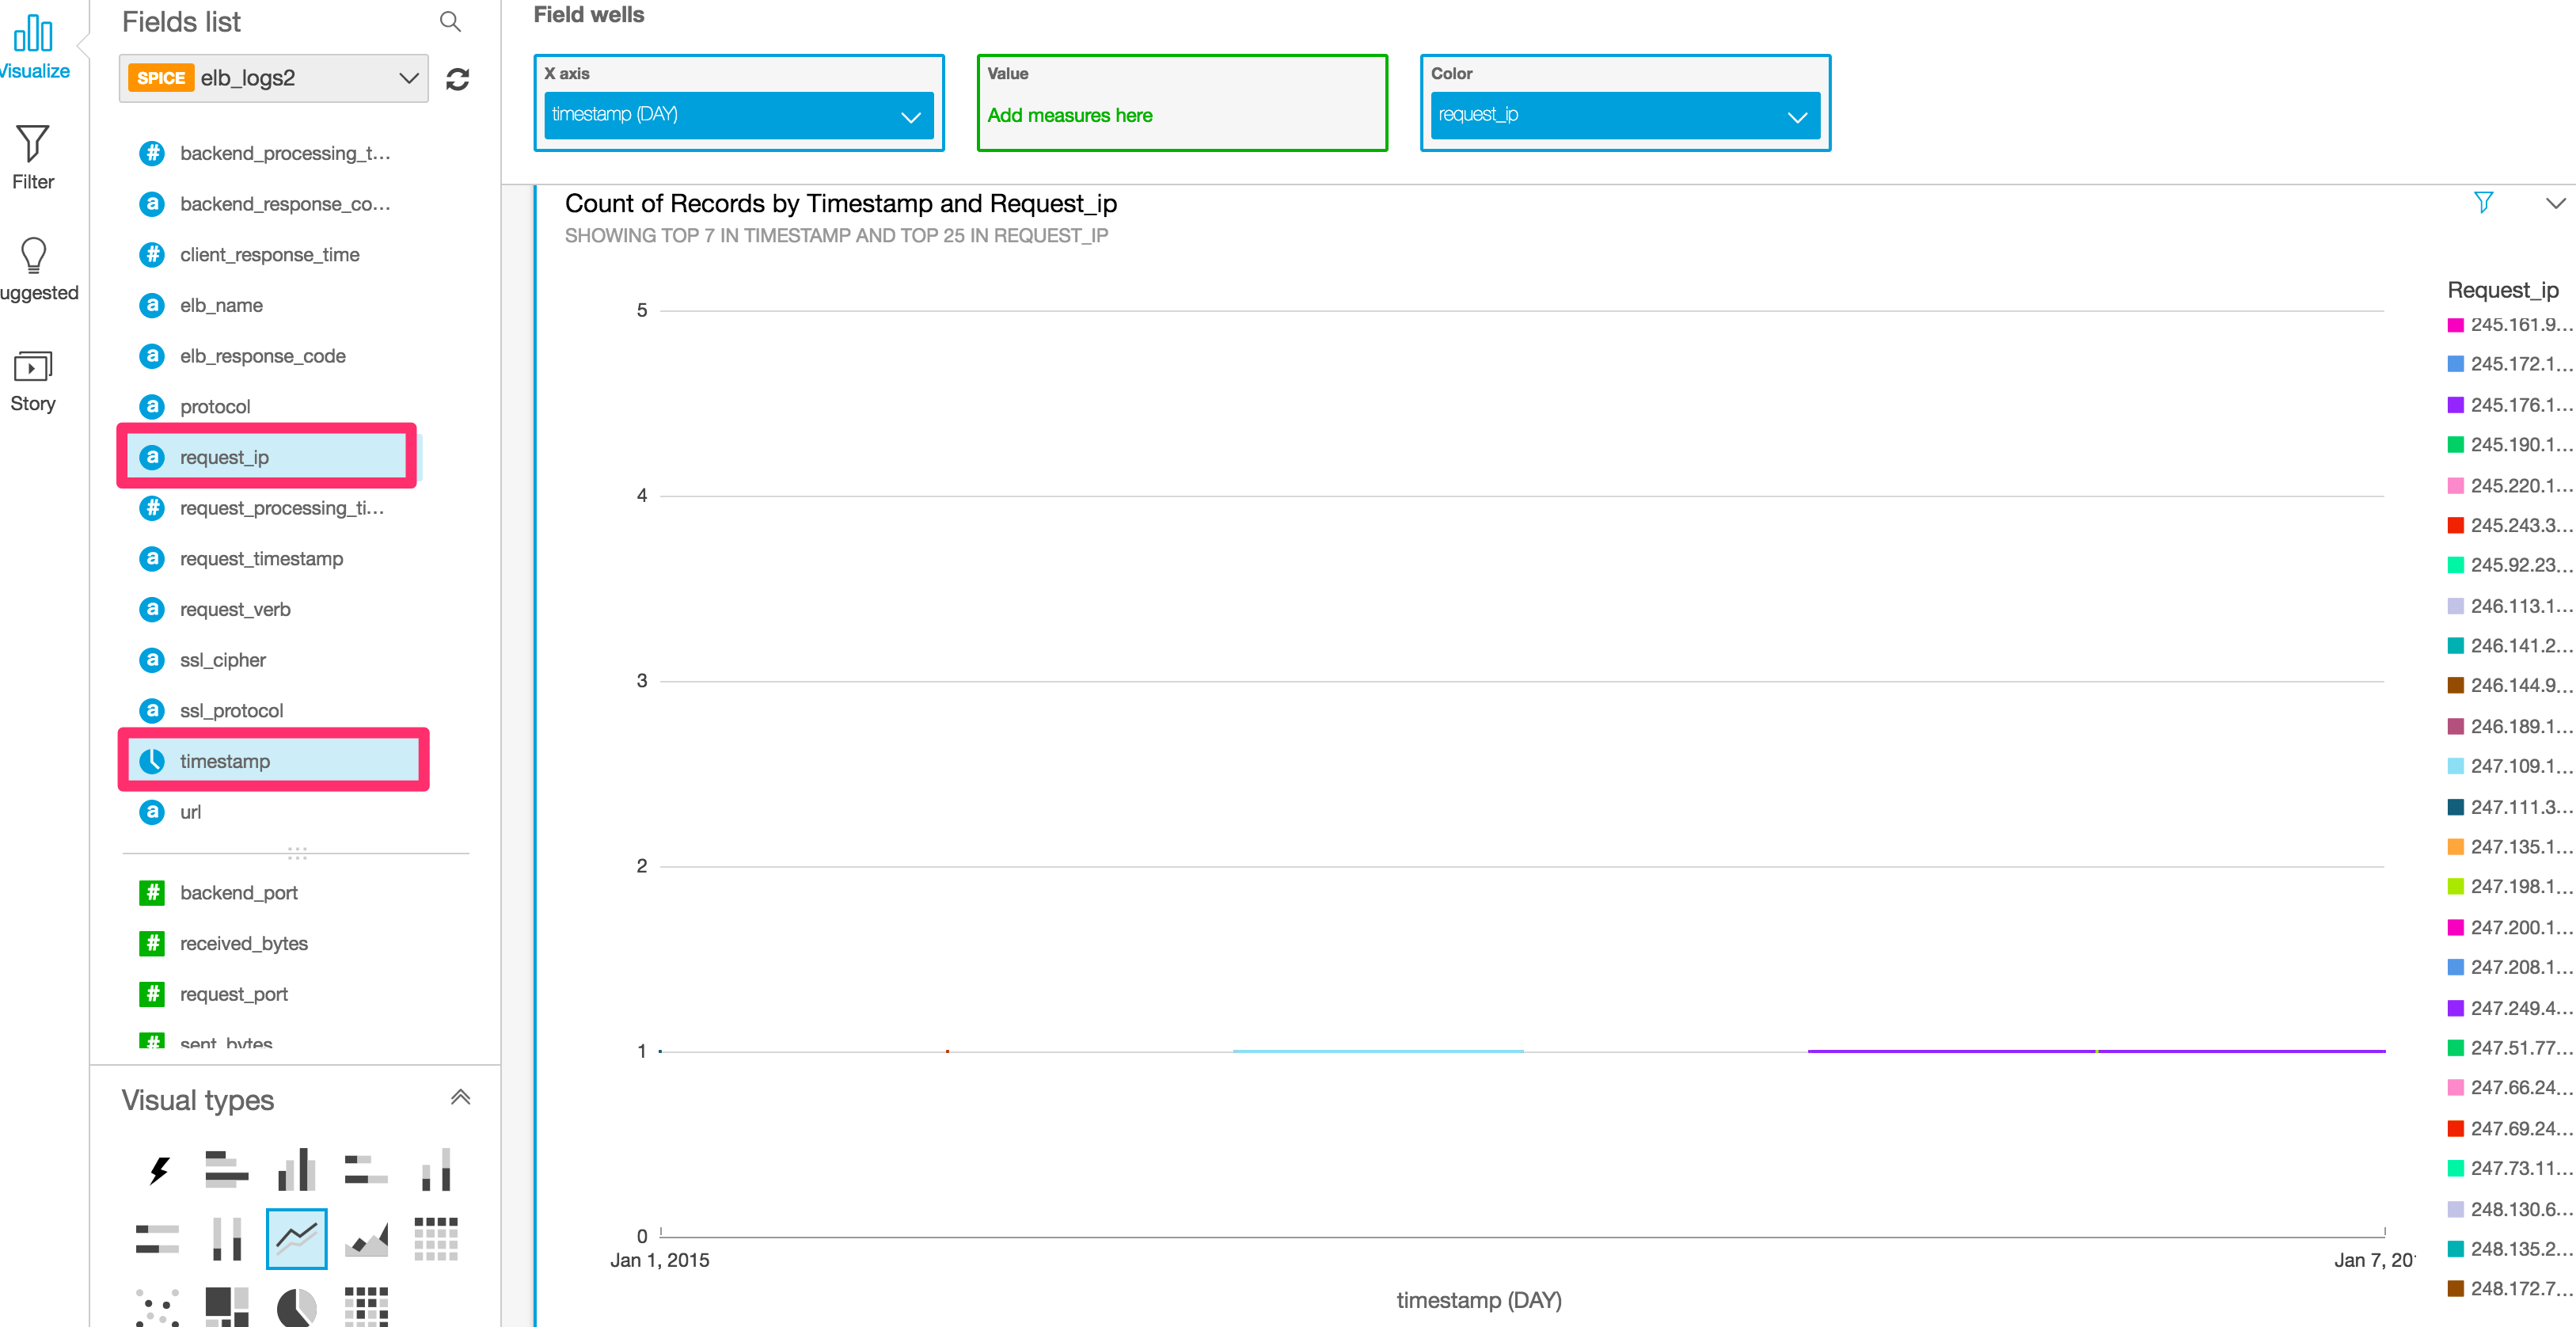 Visualize
Filter
uggested
Story
Fields list
SPICE elb_logs2
backend_processing_t...
backend_response_co...
client_response_time
elb_name
elb_response_code
protocol
request_ip
request_processing_ti...
request_timestamp
request_verb
ssl_cipher
ssl_protocol
timestamp
url
backend_port
received_bytes
request_port
sent_bytes
Visual types
Field wells
X axis
timestamp (DAY)
Value
Add measures here
Color
request_ip
Count of Records by Timestamp and Request_ip
SHOWING TOP 7 IN TIMESTAMP AND TOP 25 IN REQUEST_IP
5
4
3
2
1
0
Jan 1, 2015
Jan 7, 20
timestamp (DAY)
Request_ip
245.161.9...
245.172.1...
245.176.1...
245.190.1...
245.220.1...
245.243.3...
245.92.23...
246.113.1...
246.141.2...
246.144.9...
246.189.1...
247.109.1...
247.111.3...
247.135.1...
247.198.1...
247.200.1...
247.208.1...
247.249.4...
247.51.77...
247.66.24...
247.69.24...
247.73.11...
248.130.6...
248.135.2...
248.172.7...